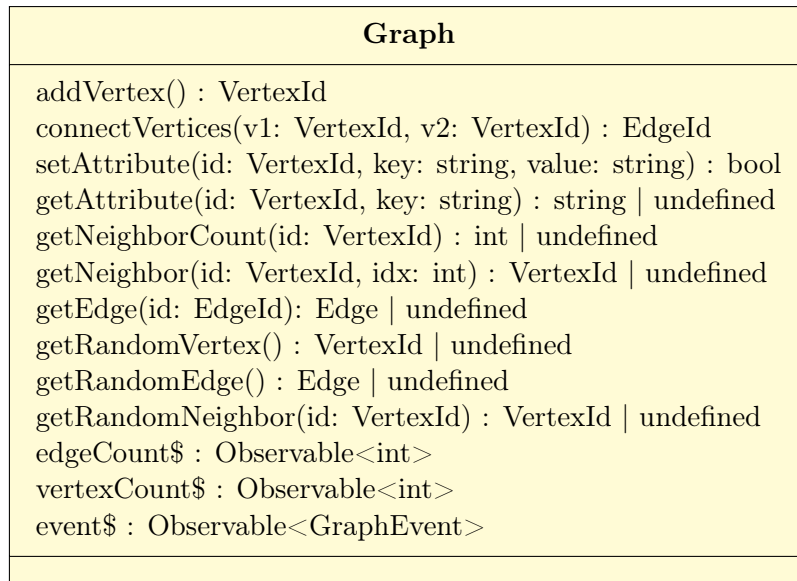 Graph
addVertex() : VertexId
connectVertices(v1: VertexId, v2: VertexId) : EdgeId
setAttribute(id: VertexId, key: string, value: string) : bool
getAttribute(id: VertexId, key: string) : string | undefined
getNeighborCount(id: VertexId) : int | undefined
getNeighbor(id: VertexId, idx: int) : VertexId | undefined
getEdge(id: EdgeId): Edge | undefined
getRandomVertex() : VertexId | undefined
getRandomEdge() : Edge | undefined
getRandomNeighbor(id: VertexId) : VertexId | undefined
edgeCount$ : Observable<int>
vertexCount$ : Observable<int>
event$ : Observable<GraphEvent>